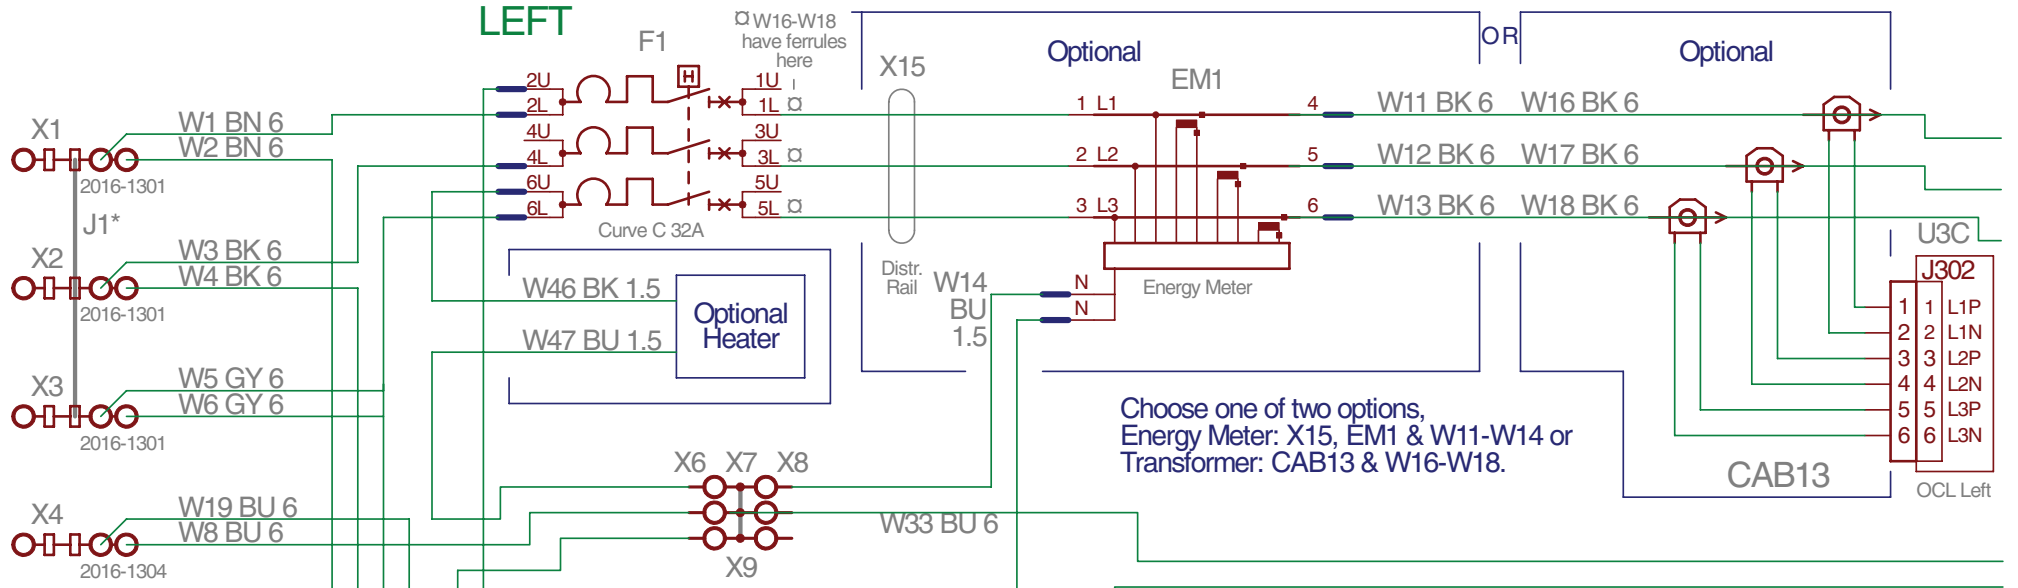 LEFT
¤ W16-W18
have ferrules
here
F1
H
X15
Optional
EM1
OR
Optional
2U
2L
4U
4L
6U
6L
1U
1L ¤
3U
3L ¤
5U
5L ¤
Curve C 32A
1 L1
2 L2
3 L3
4
5
6
W11 BK 6
W12 BK 6
W13 BK 6
W16 BK 6
W17 BK 6
W18 BK 6
X1
W1 BN 6
W2 BN 6
2016-1301
J1*
X2
W3 BK 6
W4 BK 6
2016-1301
X3
W5 GY 6
W6 GY 6
2016-1301
X4
W19 BU 6
W8 BU 6
2016-1304
W46 BK 1.5
W47 BU 1.5
Optional
Heater
Distr.
Rail
W14
BU
1.5
N
N
Energy Meter
Choose one of two options,
Energy Meter: X15, EM1 & W11-W14 or
Transformer: CAB13 & W16-W18.
X6 X7 X8
X9
W33 BU 6
U3C
J302
1 1 L1P
2 2 L1N
3 3 L2P
4 4 L2N
5 5 L3P
6 6 L3N
CAB13
OCL Left